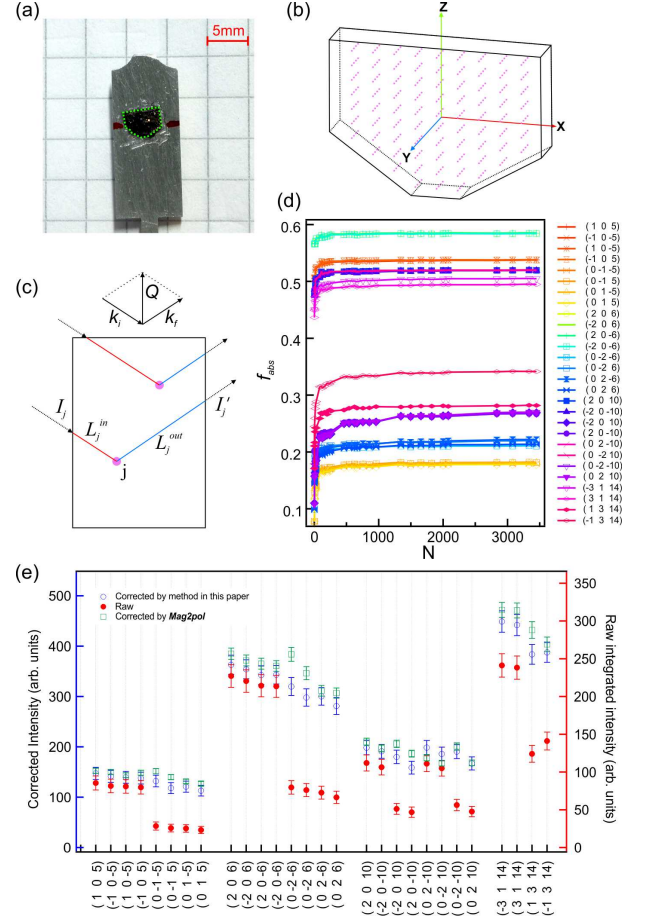 (a)
5mm
(b)
Z
X
Y
(c)
Q
k_i
k_f
I_j
L_j^in
L_j^out
I_j'
j
(d)
f_abs
0.6
0.5
0.4
0.3
0.2
0.1
0
1000
2000
3000
N
( 1 0 5)
(-1 0 -5)
( 1 0 -5)
(-1 0 5)
( 0 -1 -5)
( 0 -1 5)
( 0 1 -5)
( 0 1 5)
( 2 0 6)
(-2 0 6)
( 2 0 -6)
(-2 0 -6)
( 0 -2 -6)
( 0 -2 6)
( 0 2 -6)
( 0 2 6)
( 2 0 10)
(-2 0 -10)
(-2 0 10)
( 2 0 -10)
( 0 2 -10)
( 0 -2 10)
( 0 -2 -10)
( 0 2 10)
(-3 1 14)
( 3 1 14)
( 1 3 14)
(-1 3 14)
(e)
Corrected by method in this paper
Raw
Corrected by Mag2pol
Corrected Intensity (arb. units)
500
400
300
200
100
0
Raw integrated intensity (arb. units)
350
300
250
200
150
100
50
0
( 1 0 5)
(-1 0 -5)
( 1 0 -5)
(-1 0 5)
( 0 -1 -5)
( 0 -1 5)
( 0 1 -5)
( 0 1 5)
( 2 0 6)
(-2 0 6)
( 2 0 -6)
(-2 0 -6)
( 0 -2 -6)
( 0 -2 6)
( 0 2 -6)
( 0 2 6)
( 2 0 10)
(-2 0 -10)
(-2 0 10)
( 0 2 -10)
( 0 -2 10)
( 0 2 10)
(-3 1 14)
( 3 1 14)
( 1 3 14)
(-1 3 14)